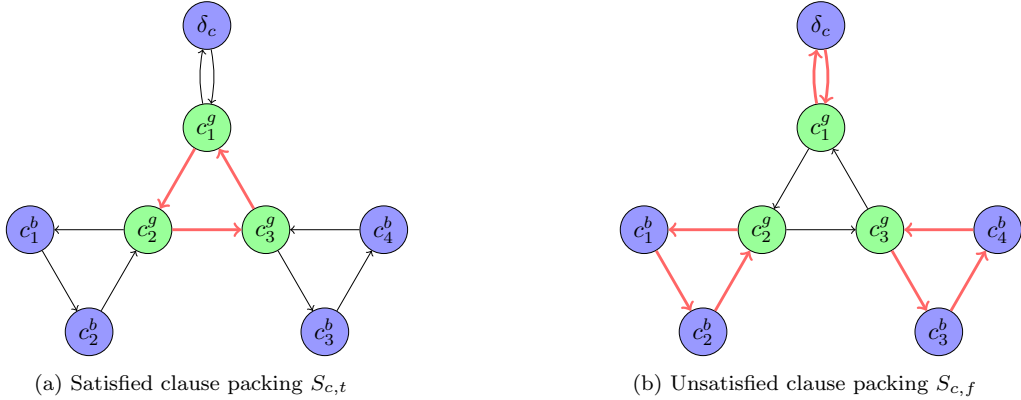 δ_c δ_c
c_1^g c_1^g
c_1^b c_2^g c_3^g c_4^b c_1^b c_2^g c_3^g c_4^b
c_2^b c_3^b c_2^b c_3^b
(a) Satisfied clause packing S_{c,t} (b) Unsatisfied clause packing S_{c,f}